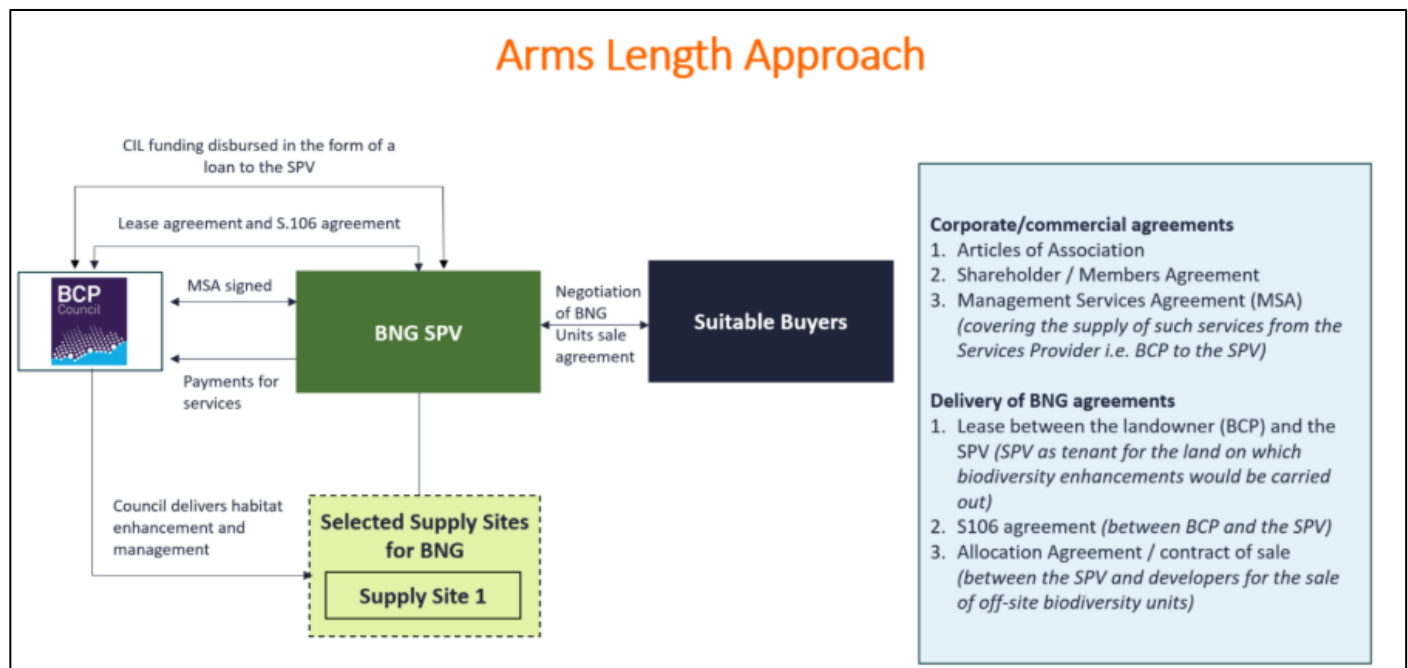 Arms Length Approach
CIL funding disbursed in the form of a
loan to the SPV
Lease agreement and S.106 agreement
BCP
Council
MSA signed
Payments for
services
BNG SPV
Negotiation
of BNG
Units sale
agreement
Suitable Buyers
Council delivers habitat
enhancement and
management
Selected Supply Sites
for BNG
Supply Site 1
Corporate/commercial agreements
1. Articles of Association
2. Shareholder / Members Agreement
3. Management Services Agreement (MSA)
(covering the supply of such services from the
Services Provider i.e. BCP to the SPV)
Delivery of BNG agreements
1. Lease between the landowner (BCP) and the
SPV (SPV as tenant for the land on which
biodiversity enhancements would be carried
out)
2. S106 agreement (between BCP and the SPV)
3. Allocation Agreement / contract of sale
(between the SPV and developers for the sale
of off-site biodiversity units)